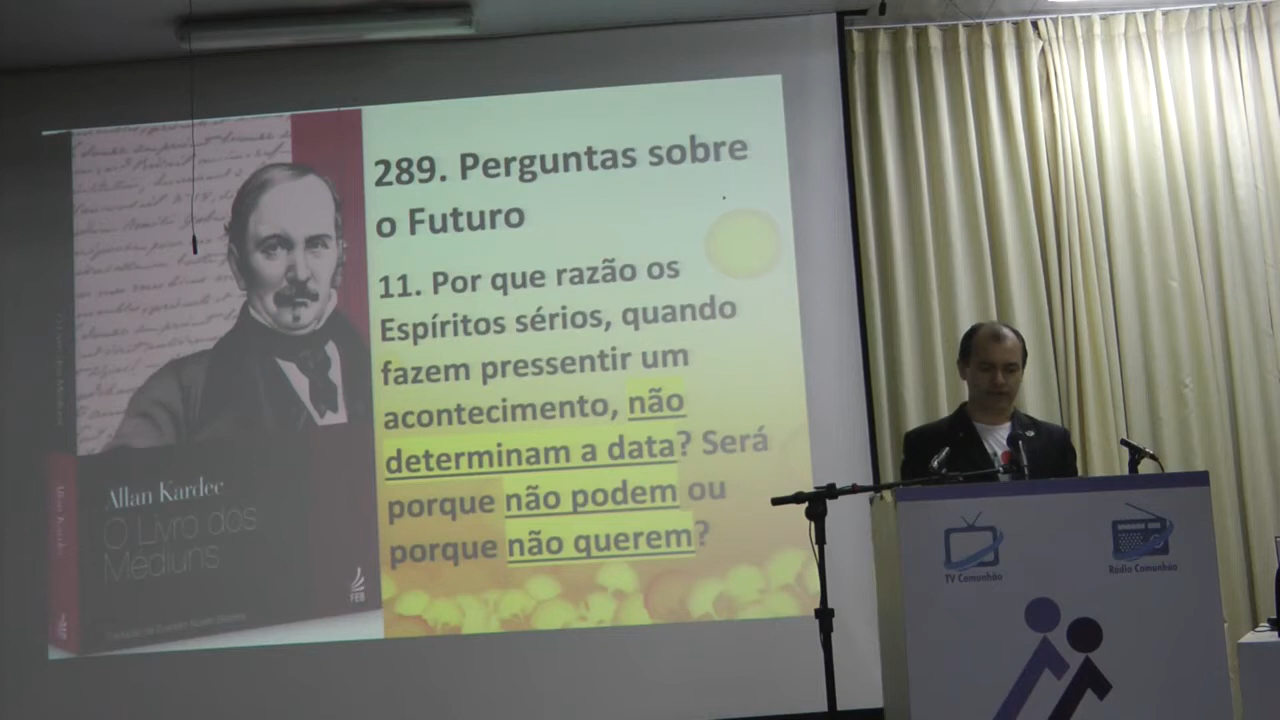 289. Perguntas sobre
o Futuro
11. Por que razão os
Espíritos sérios, quando
fazem pressentir um
acontecimento, não
determinam a data? Será
porque não podem ou
porque não querem?
Allan Kardec
O Livro dos
Médiuns
FEB
TV Comunhão
Rádio Comunhão